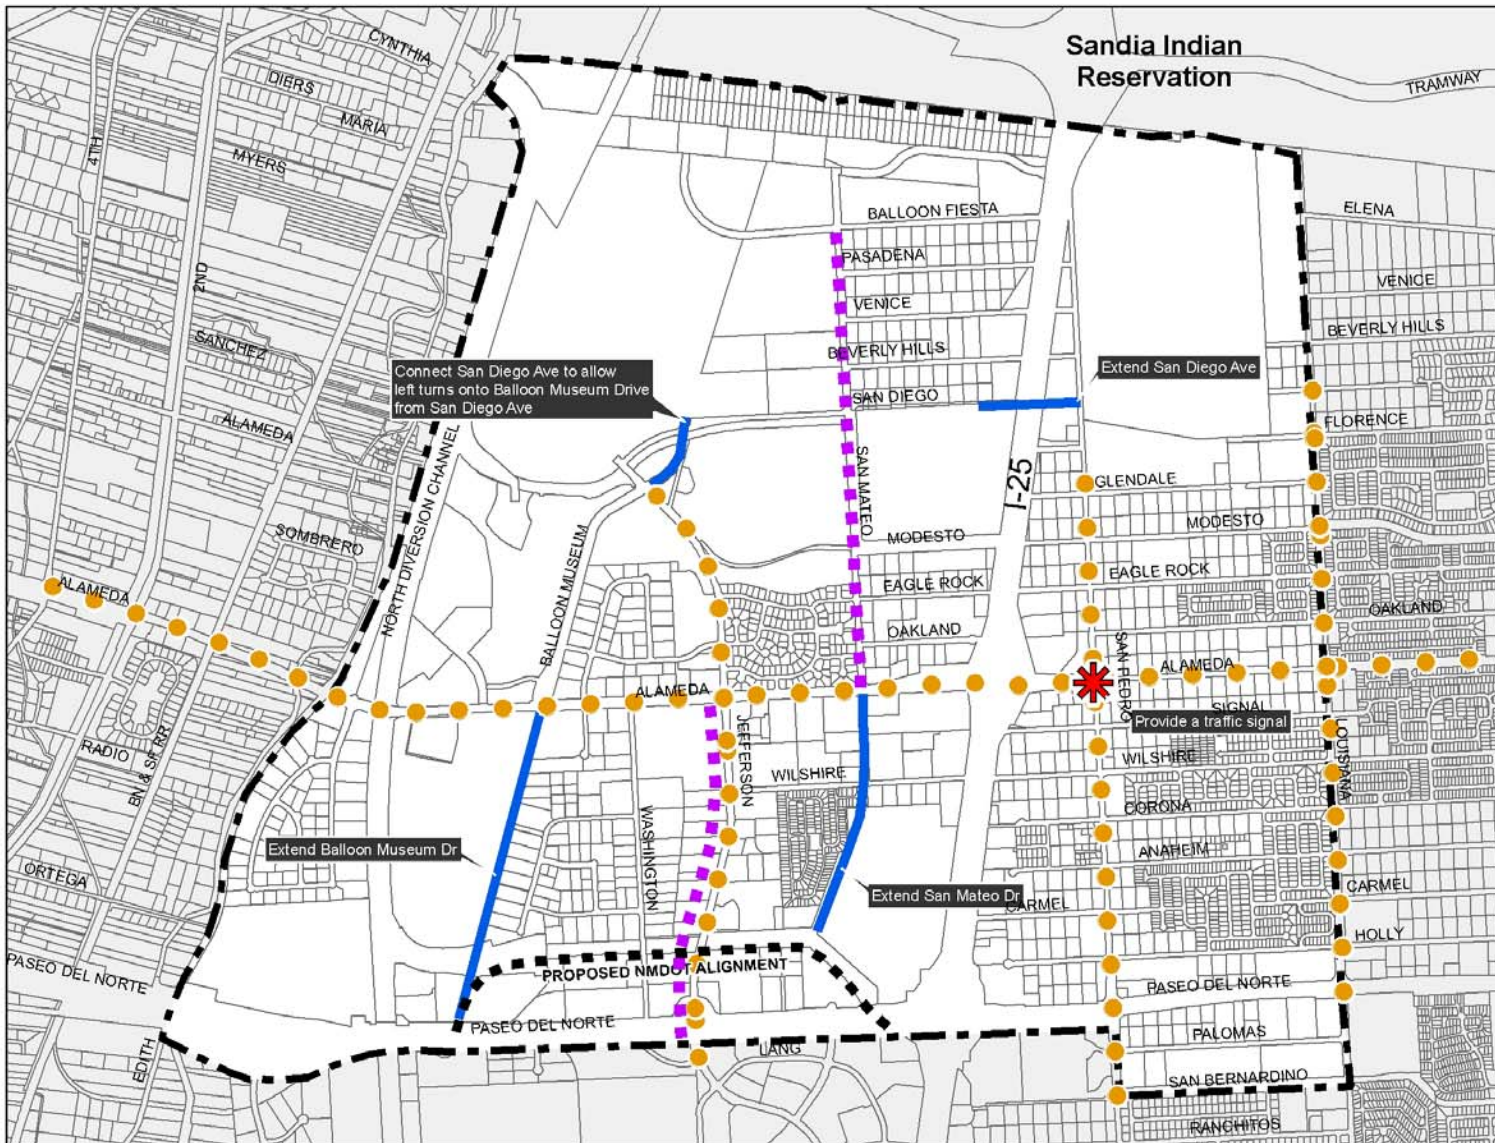 Sandia Indian
Reservation
TRAMWAY
CYNTHIA
DIERS
MARIA
4TH
MYERS
2ND
ELENA
BALLOON FIESTA
PASADENA
VENICE
VENICE
BEVERLY HILLS
BEVERLY HILLS
SANCHEZ
Connect San Diego Ave to allow
left turns onto Balloon Museum Drive
from San Diego Ave
Extend San Diego Ave
SAN DIEGO
ALAMEDA
FLORENCE
NORTH DIVERSION CHANNEL
SAN MATEO
I-25
GLENDALE
SOMBRERO
MODESTO
MODESTO
BALLOON MUSEUM
EAGLE ROCK
EAGLE ROCK
ALAMEDA
OAKLAND
OAKLAND
SAN PEDRO
ALAMEDA
ALAMEDA
SIGNAL
Provide a traffic signal
JEFFERSON
LOUISIANA
RADIO
BN & SF RR
WILSHIRE
WILSHIRE
CORONA
WASHINGTON
Extend Balloon Museum Dr
ANAHEIM
ORTEGA
Extend San Mateo Dr
CARMEL
CARMEL
HOLLY
PASEO DEL NORTE
PROPOSED NMDOT ALIGNMENT
PASEO DEL NORTE
PASEO DEL NORTE
PALOMAS
LANG
EDITH
SAN BERNARDINO
RANCHITOS